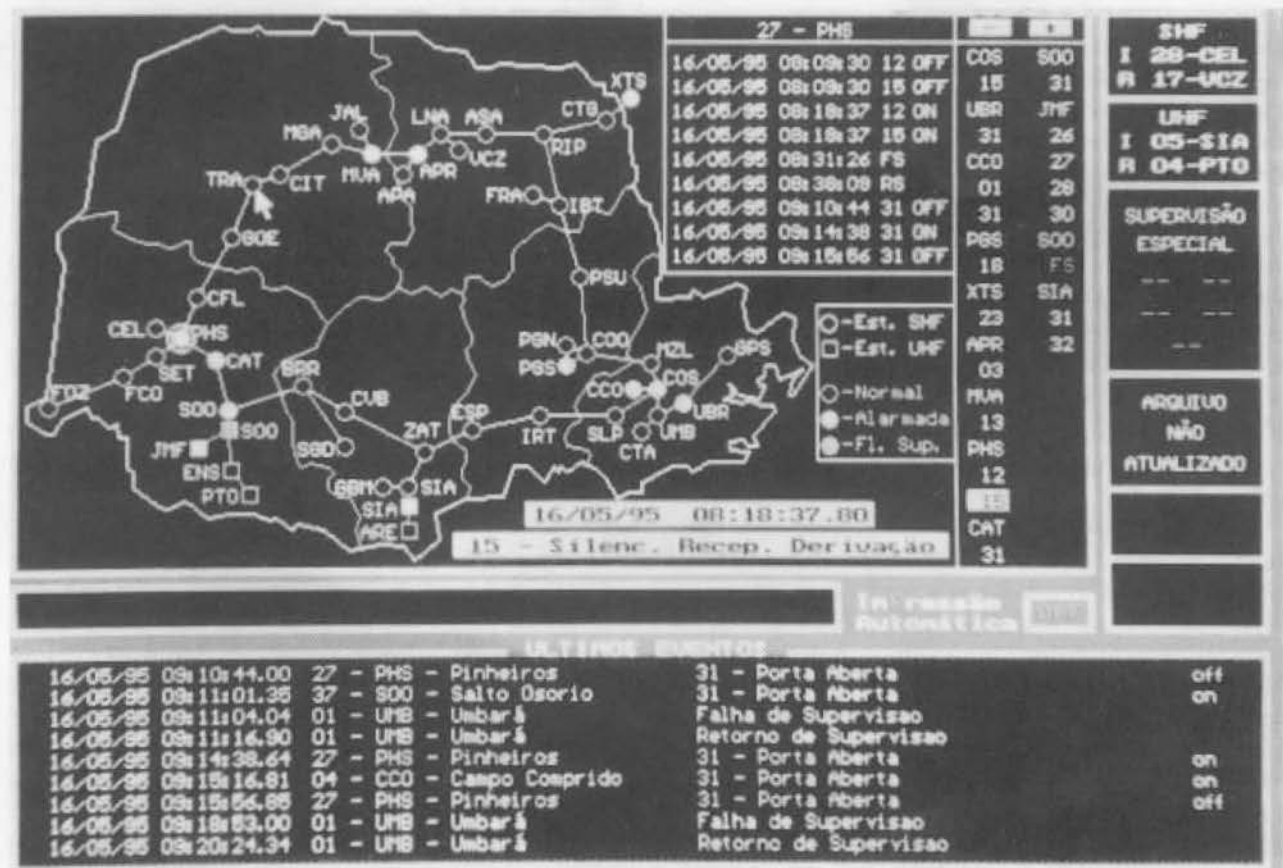 27 - PHS
16/05/95 08:09:30 12 OFF
16/05/95 08:09:30 15 OFF
16/05/95 08:18:37 12 ON
16/05/95 08:18:37 15 ON
16/05/95 08:31:26 FS
16/05/95 08:38:09 RS
16/05/95 09:10:44 31 OFF
16/05/95 09:14:38 31 ON
16/05/95 09:15:56 31 OFF
- +
COS SOO
15 31
UBR JMF
31 26
CCO 27
01 28
31 30
PGS SOO
18 FS
XTS SIA
23 31
APR 32
03
MVA
13
PHS
12
15
CAT
31
SHF
I 28-CEL
R 17-VCZ
UHF
I 05-SIA
R 04-PTO
SUPERVISÃO
ESPECIAL
-- --
-- --
--
ARQUIVO
NÃO
ATUALIZADO
XTS
CTG
JAL
LNA ASA
MGA
RIP
VCZ
MVA APR
APA
TRA CIT
FRA IBT
GOE
PSU
CFL
CEL PHS
CAT
SET
FCO
FOZ
PGN COO
PGS
MZL
GPS
CCO COS
UBR
UMB
CTA
SLP
IRT
ESP
ZAT
CVB
BRR
SGD
SOO
SOO
JMF
ENS
PTO
GBM SIA
SIA
ARE
-Est. SHF
-Est. UHF
-Normal
-Alarmada
-Fl. Sup.
16/05/95 08:18:37.80
15 - Silenc. Recep. Derivação
Impressão
Automática
ULTIMOS EVENTOS
16/05/95 09:10:44.00 27 - PHS - Pinheiros 31 - Porta Aberta off
16/05/95 09:11:01.35 37 - SOO - Salto Osorio 31 - Porta Aberta on
16/05/95 09:11:04.04 01 - UMB - Umbará Falha de Supervisao
16/05/95 09:11:16.90 01 - UMB - Umbará Retorno de Supervisao
16/05/95 09:14:38.64 27 - PHS - Pinheiros 31 - Porta Aberta on
16/05/95 09:15:16.81 04 - CCO - Campo Comprido 31 - Porta Aberta on
16/05/95 09:15:56.85 27 - PHS - Pinheiros 31 - Porta Aberta off
16/05/95 09:18:53.00 01 - UMB - Umbará Falha de Supervisao
16/05/95 09:20:24.34 01 - UMB - Umbará Retorno de Supervisao